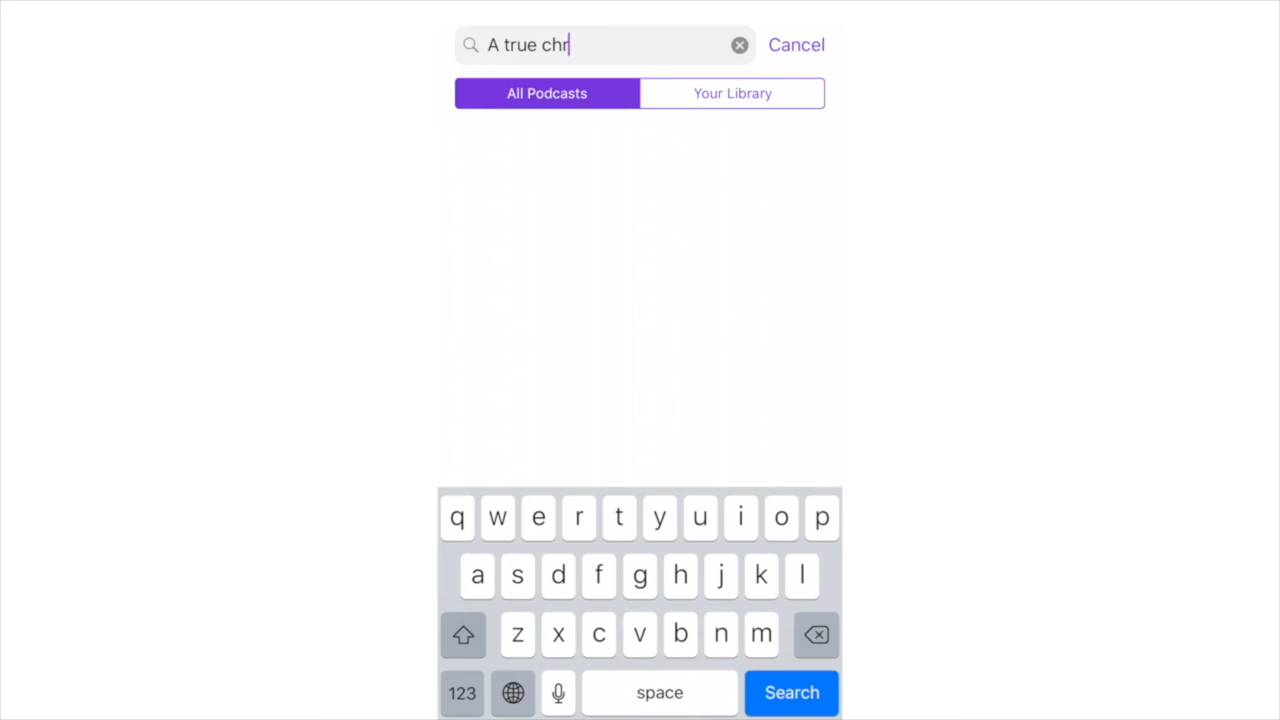 A true chr Cancel
All Podcasts Your Library
q w e r t y u i o p
a s d f g h j k l
z x c v b n m
123 space Search